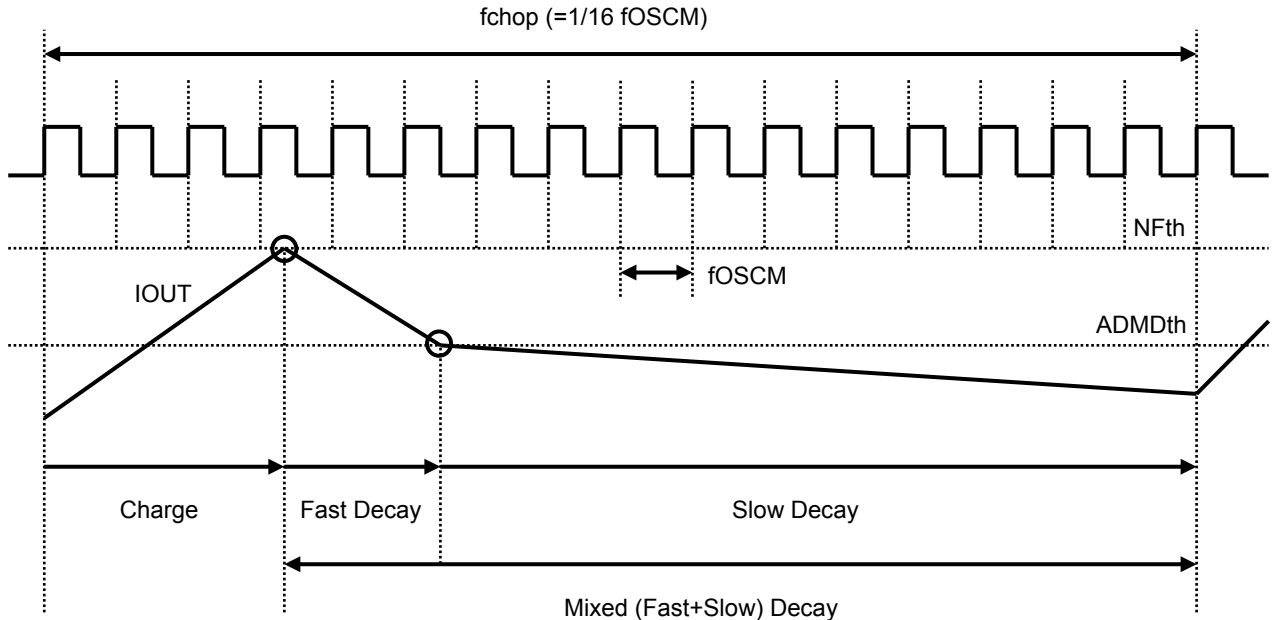 fchop (=1/16 fOSCM)
NFth
fOSCM
IOUT
ADMDth
Charge
Fast Decay
Slow Decay
Mixed (Fast+Slow) Decay